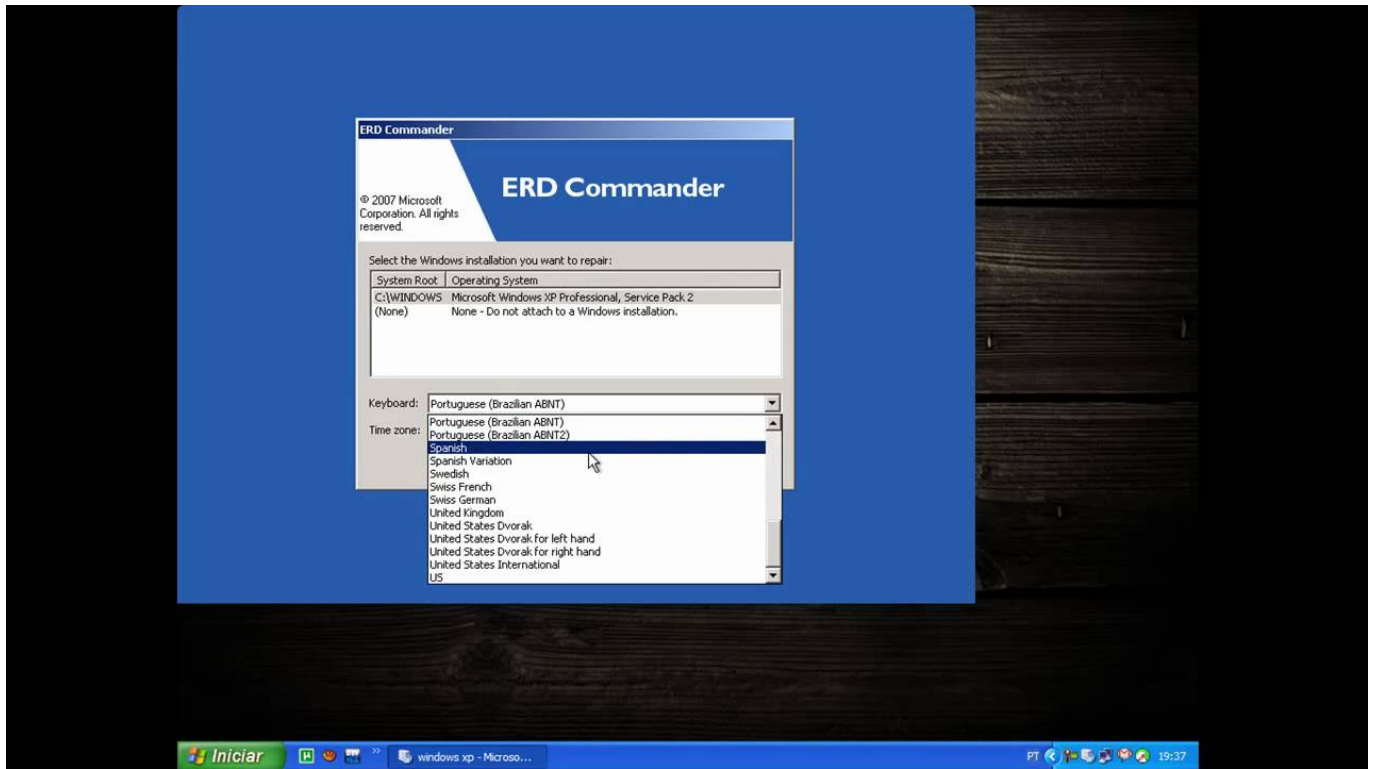 ERD Commander
ERD Commander
© 2007 Microsoft
Corporation. All rights
reserved.
Select the Windows installation you want to repair:
System Root Operating System
C:\WINDOWS Microsoft Windows XP Professional, Service Pack 2
(None) None - Do not attach to a Windows installation.
Keyboard: Portuguese (Brazilian ABNT)
Time zone:
Portuguese (Brazilian ABNT)
Portuguese (Brazilian ABNT2)
Spanish
Spanish Variation
Swedish
Swiss French
Swiss German
United Kingdom
United States Dvorak
United States Dvorak for left hand
United States Dvorak for right hand
United States International
US
Iniciar
windows xp - Microso...
PT
19:37